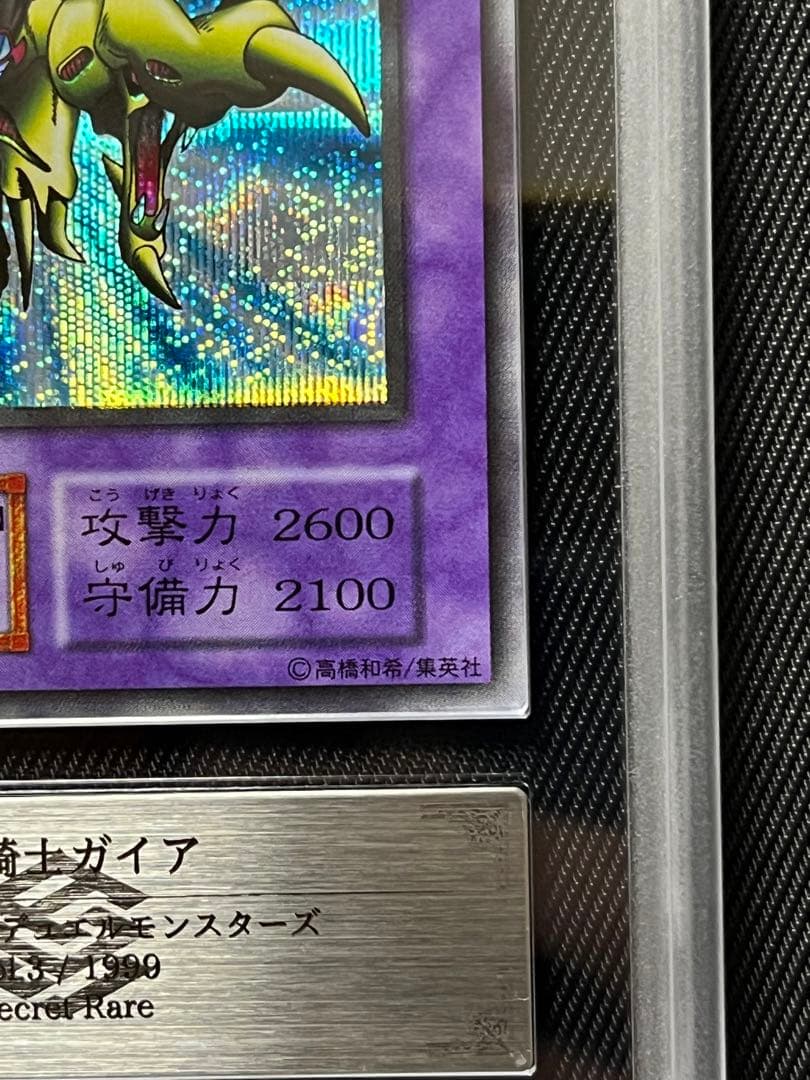 こう げき りょく
攻撃力 2600
しゅ び りょく
守備力 2100
©高橋和希/集英社
騎士ガイア
デュエルモンスターズ
3 / 1999
ecret Rare